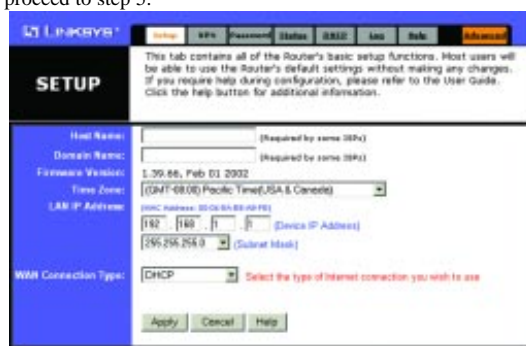 proceed to step 5.
LINKSYS
Setup VPN Password Status DHCP Log Help Advanced
SETUP
This tab contains all of the Router's basic setup functions. Most users will
be able to use the Router's default settings without making any changes.
If you require help during configuration, please refer to the User Guide.
Click the help button for additional information.
Host Name: (Required by some ISPs)
Domain Name: (Required by some ISPs)
Firmware Version: 1.39.66, Feb 01 2002
Time Zone: (GMT-08:00) Pacific Time(USA & Canada)
LAN IP Address: (MAC Address:
192 . 168 . 1 . 1 (Device IP Address)
255.255.255.0 (Subnet Mask)
WAN Connection Type: DHCP Select the type of Internet connection you wish to use
Apply Cancel Help